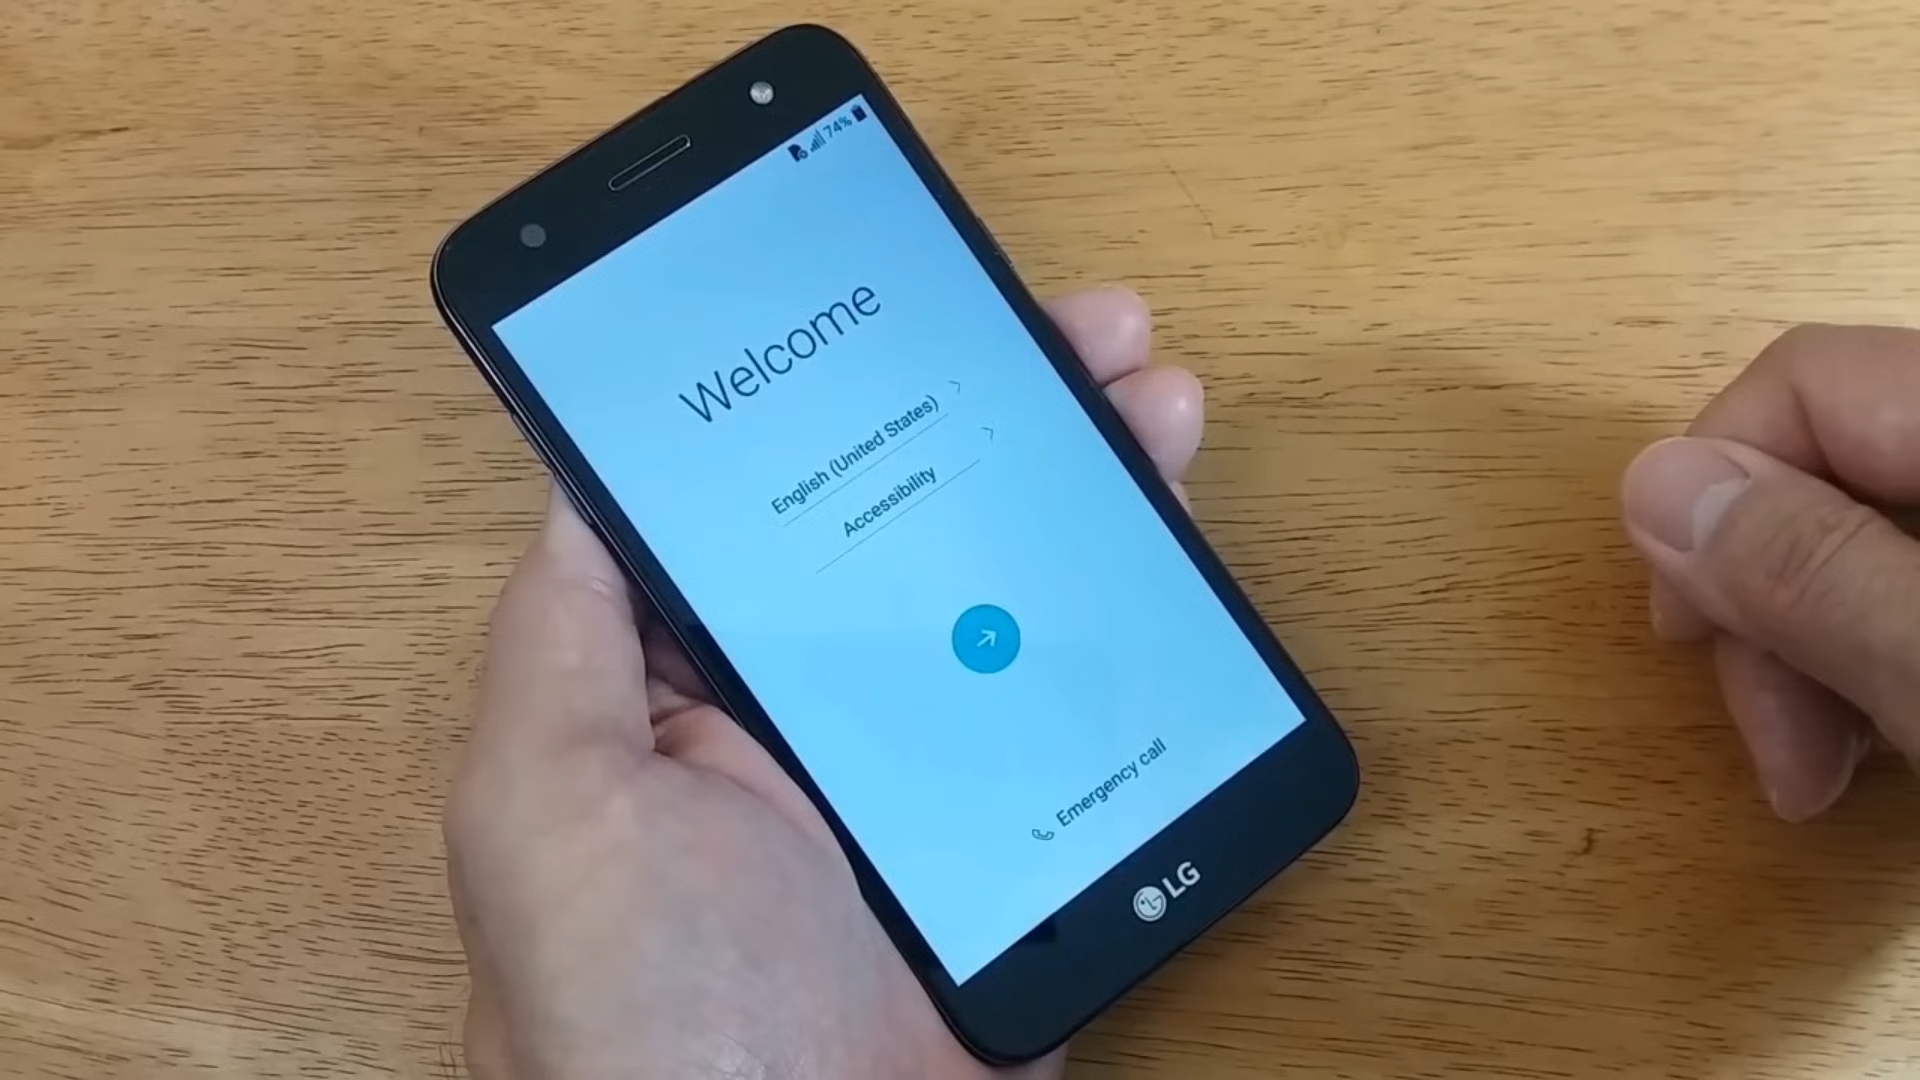 74%
Welcome
English (United States)
Accessibility
Emergency call
LG